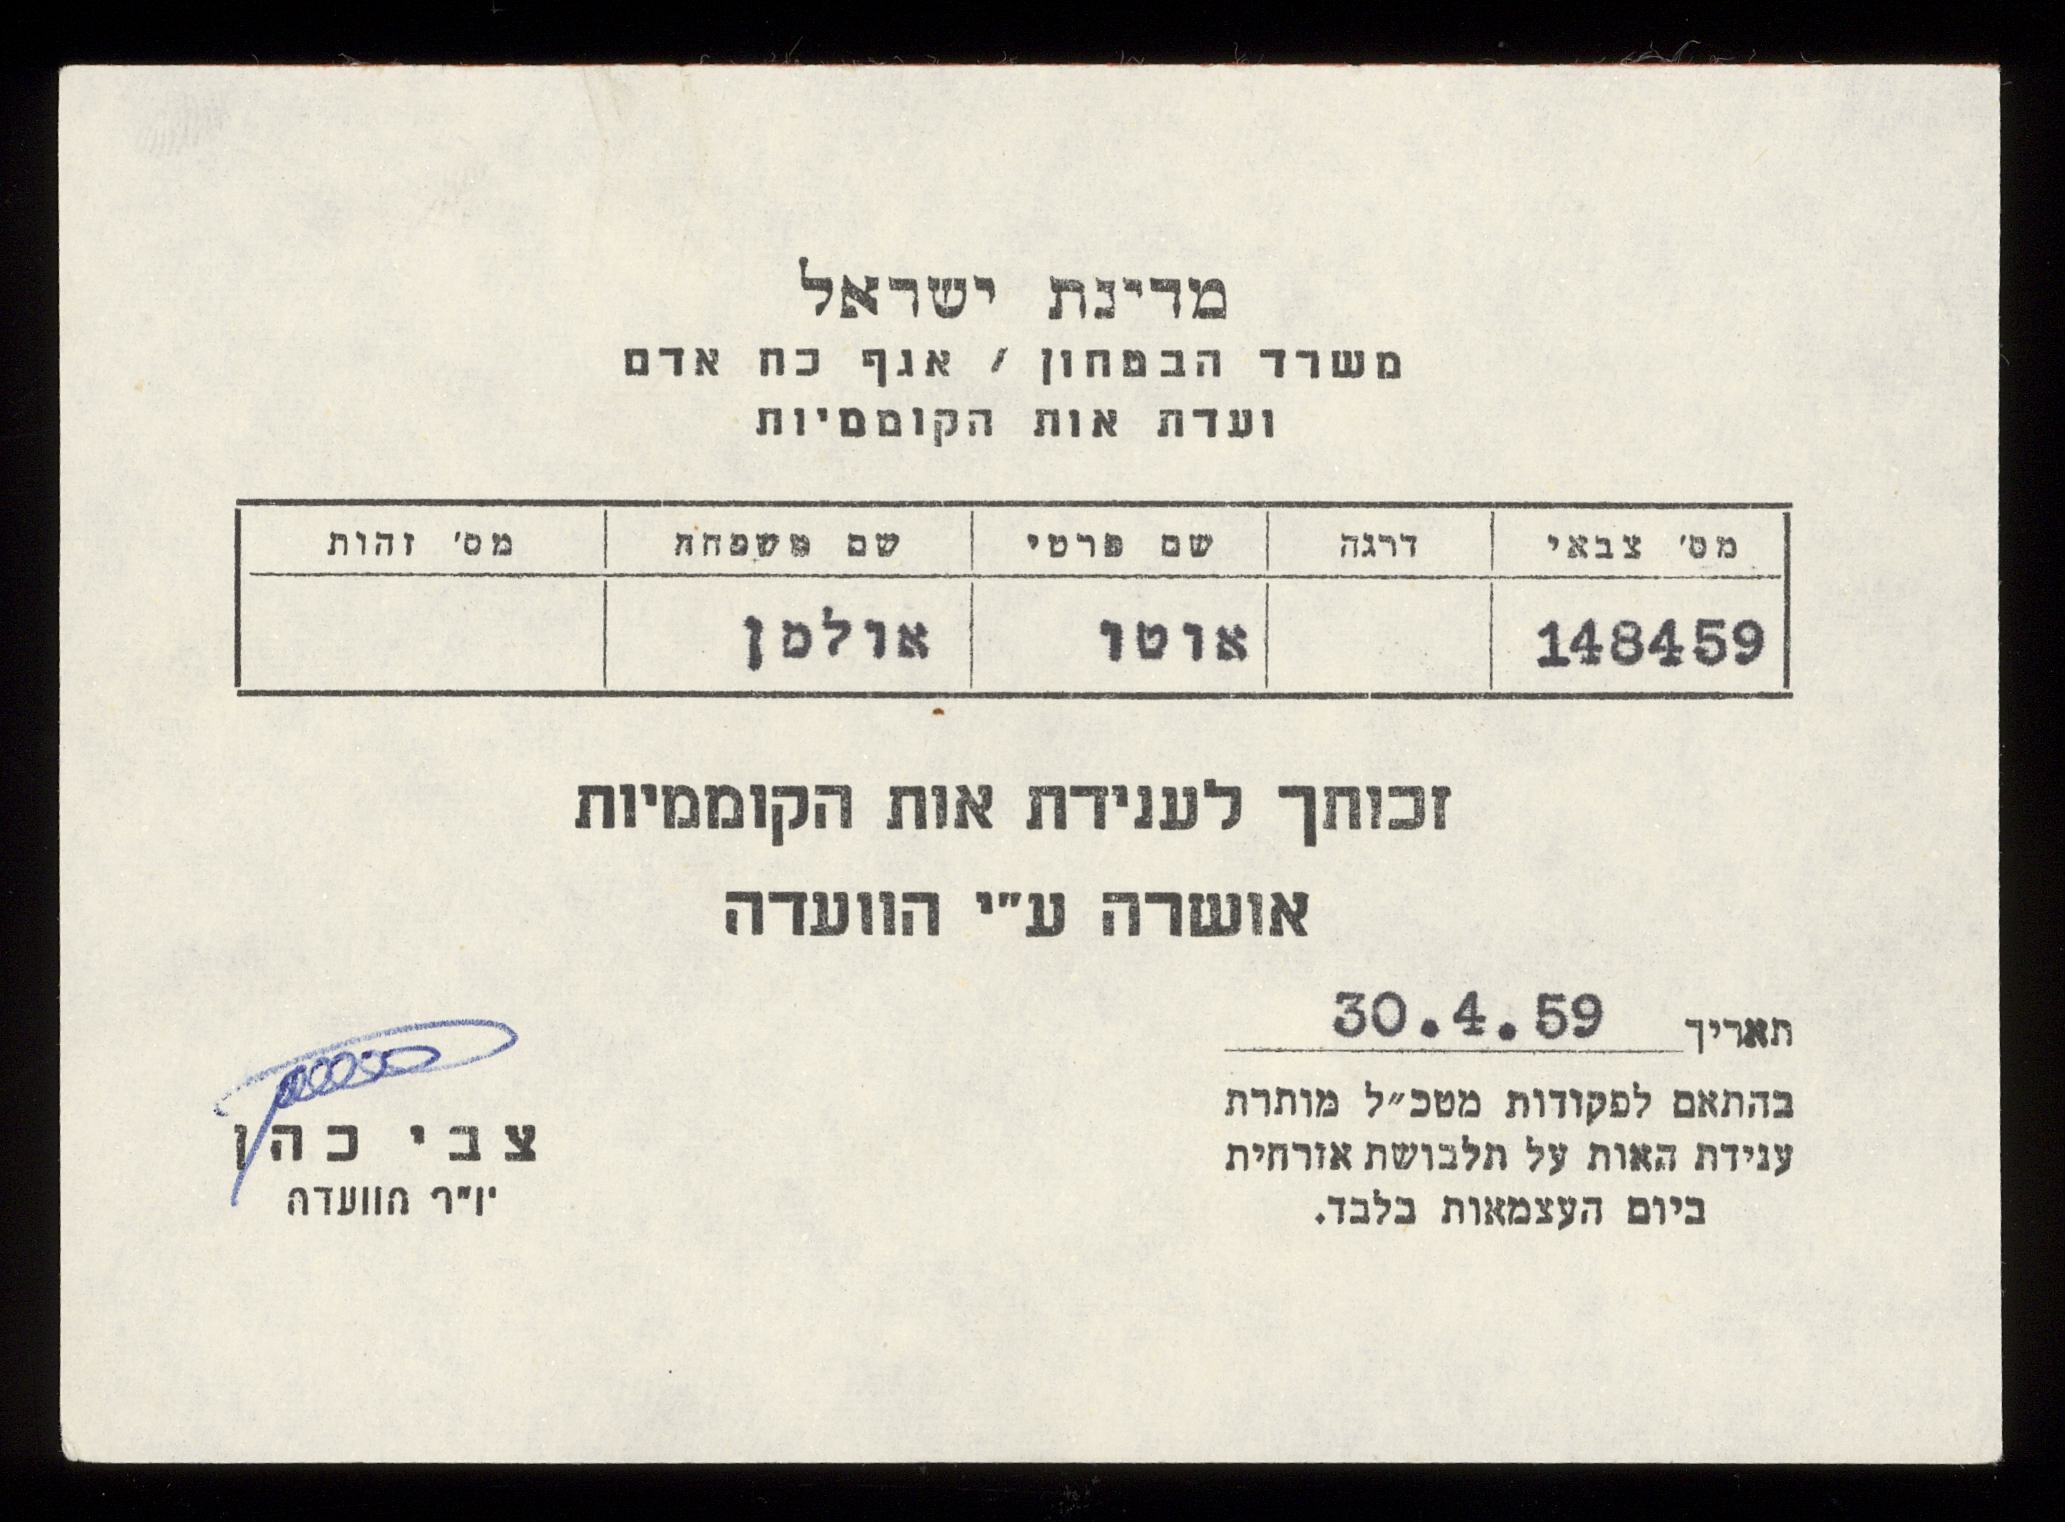 מדינת ישראל
משרד הבטחון / אגף כח אדם
ועדת אות הקוממיות
מס' צבאי דרגה שם פרטי שם משפחה מס' זהות
148459 אוטו אולמן
זכותך לענידת אות הקוממיות
אושרה ע"י הוועדה
תאריך 30.4.59
בהתאם לפקודות מטכ"ל מותרת
ענידת האות על תלבושת אזרחית
ביום העצמאות בלבד.
צבי כהן
יו"ר הוועדה